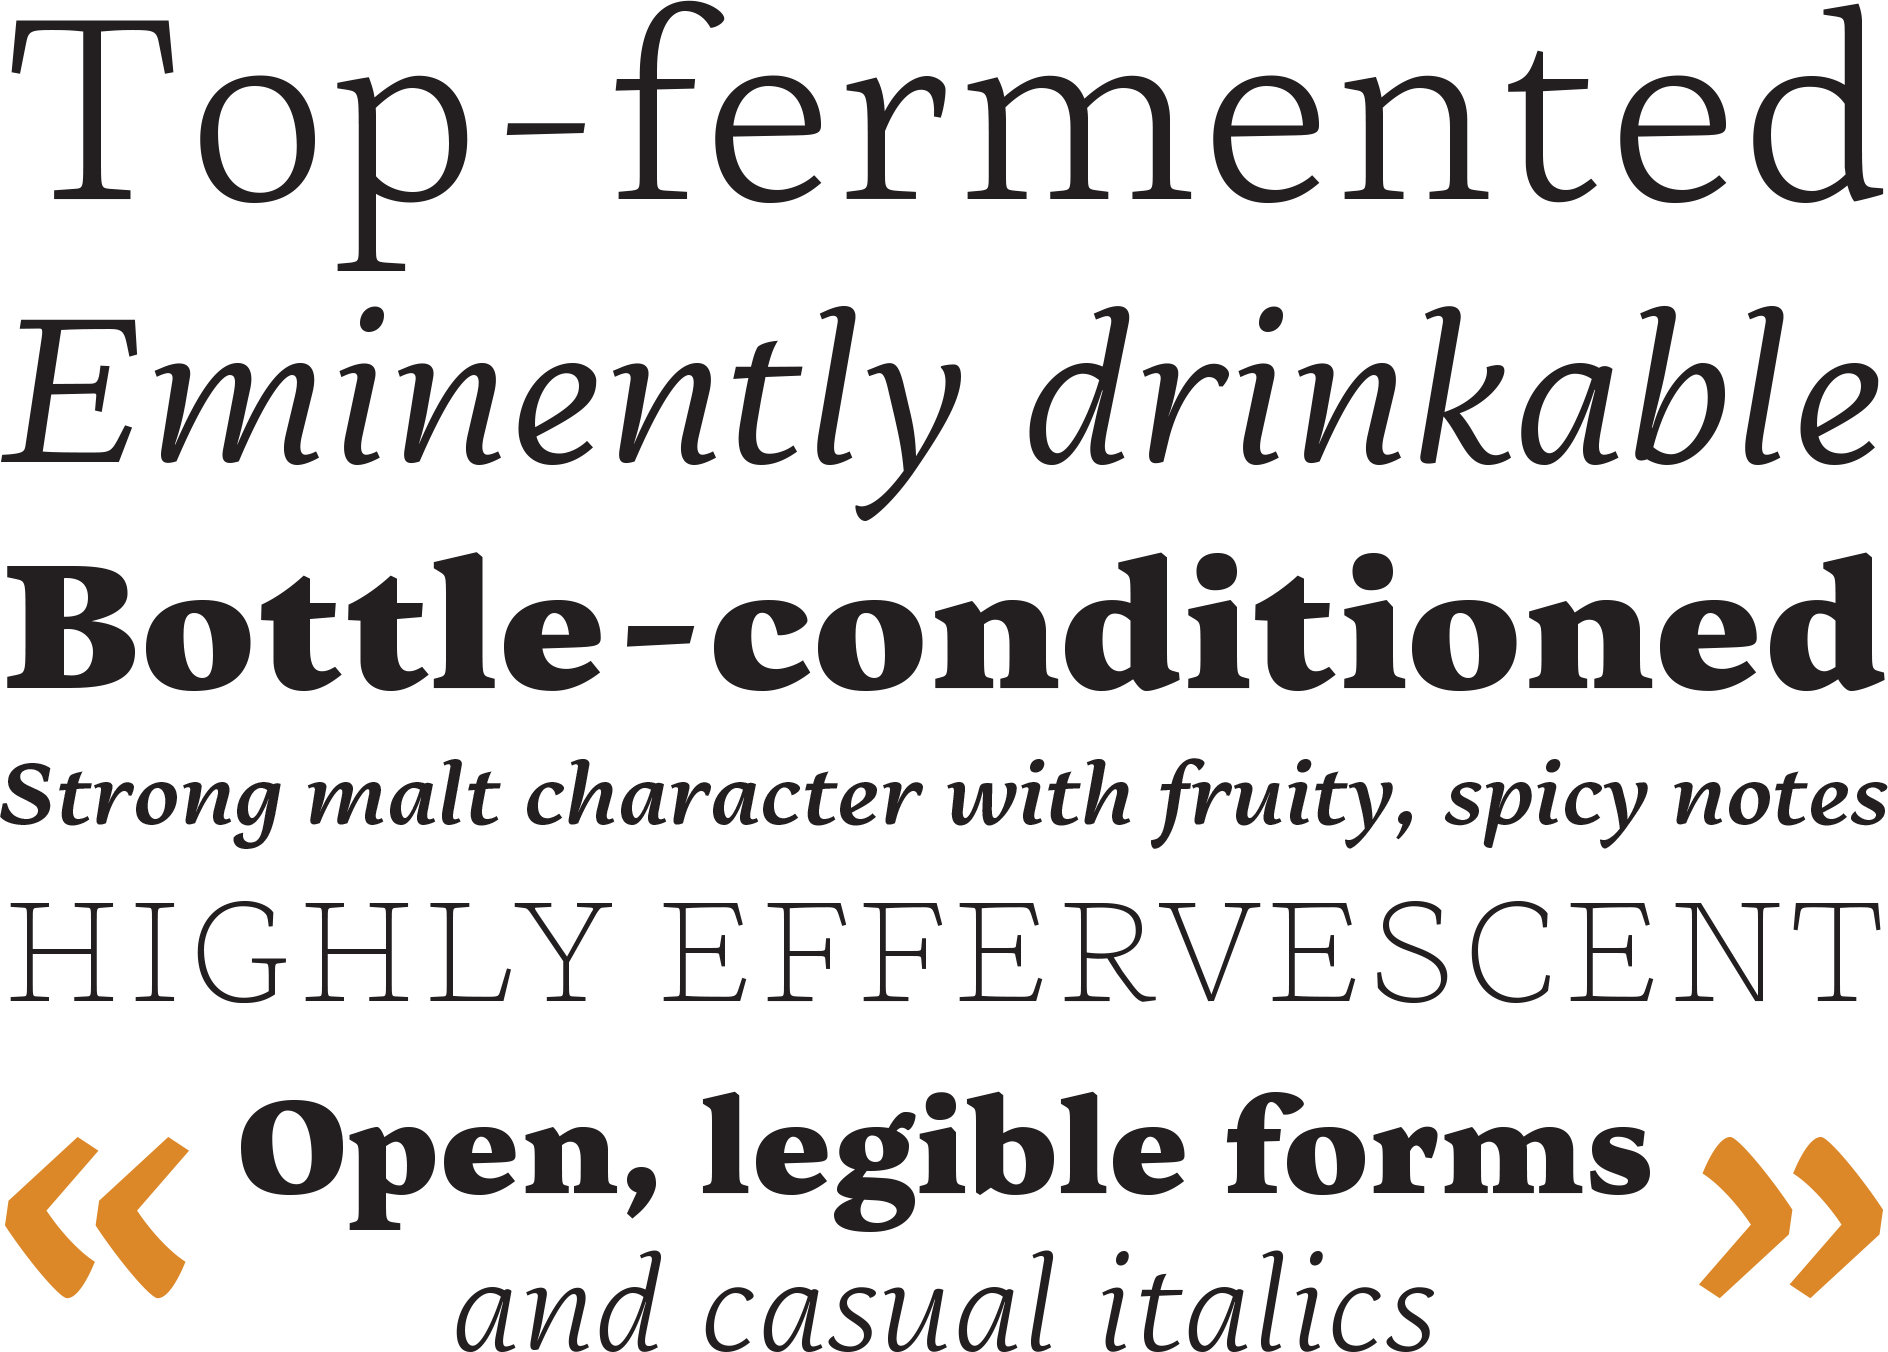 Top-fermented
Eminently drinkable
Bottle-conditioned
Strong malt character with fruity, spicy notes
HIGHLY EFFERVESCENT
« Open, legible forms »
and casual italics